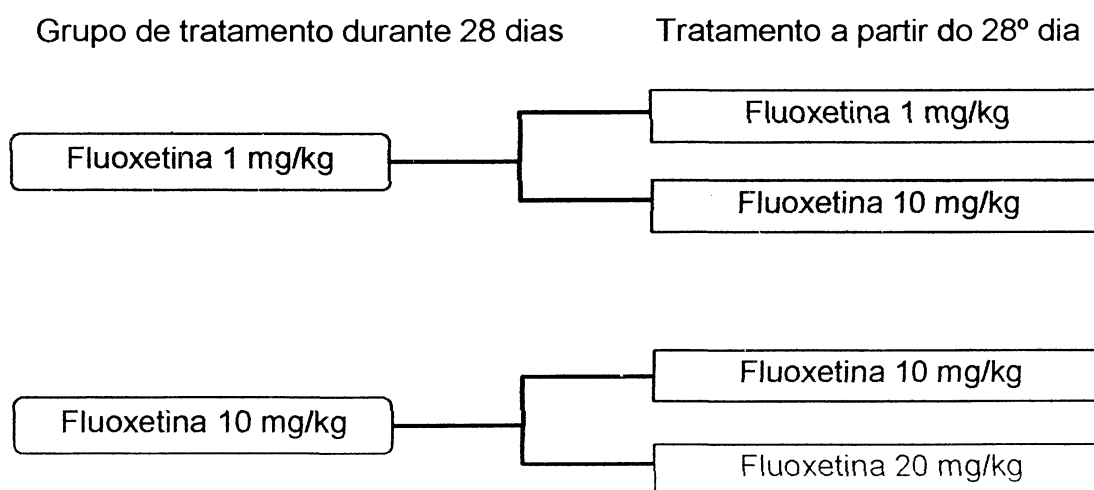 Grupo de tratamento durante 28 dias
Tratamento a partir do 28º dia
Fluoxetina 1 mg/kg
Fluoxetina 1 mg/kg
Fluoxetina 10 mg/kg
Fluoxetina 10 mg/kg
Fluoxetina 10 mg/kg
Fluoxetina 20 mg/kg